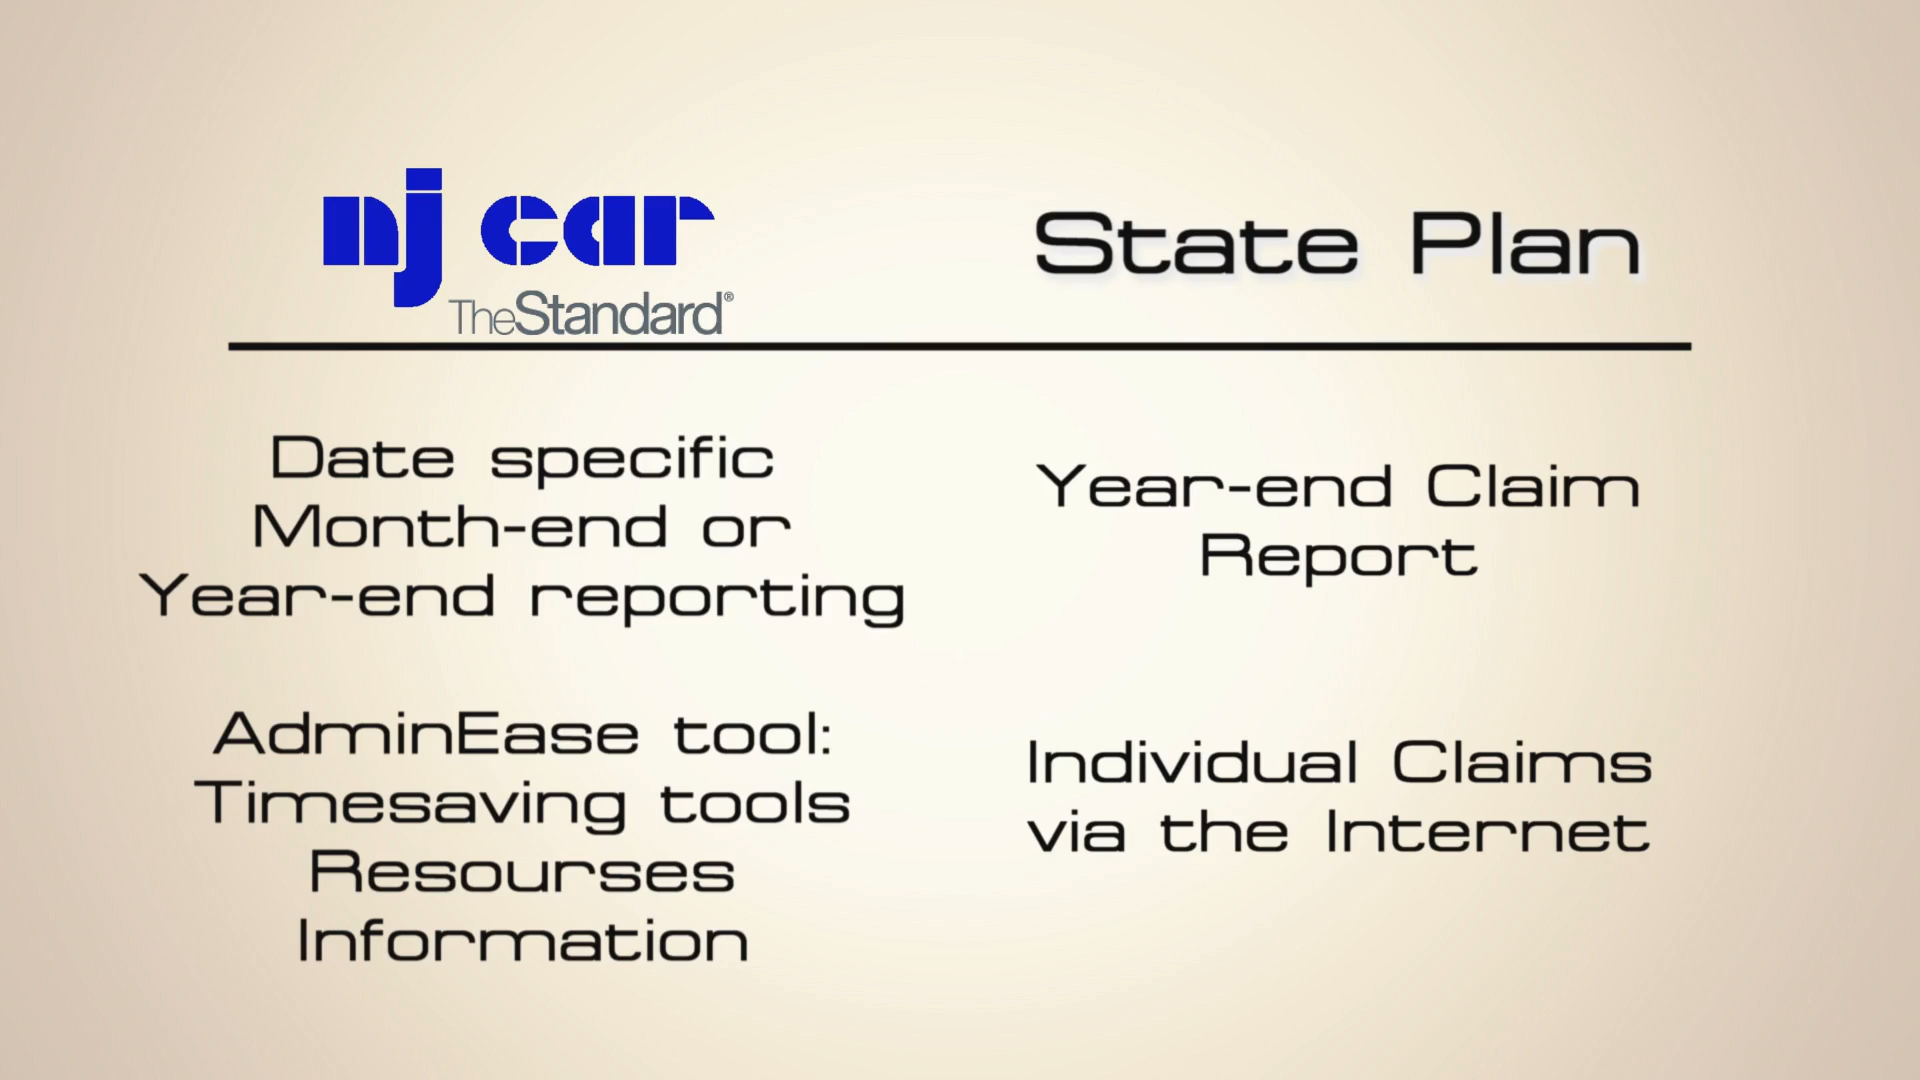 nj car
TheStandard®
State Plan
Date specific
Month-end or
Year-end reporting
Year-end Claim
Report
AdminEase tool:
Timesaving tools
Resourses
Information
Individual Claims
via the Internet